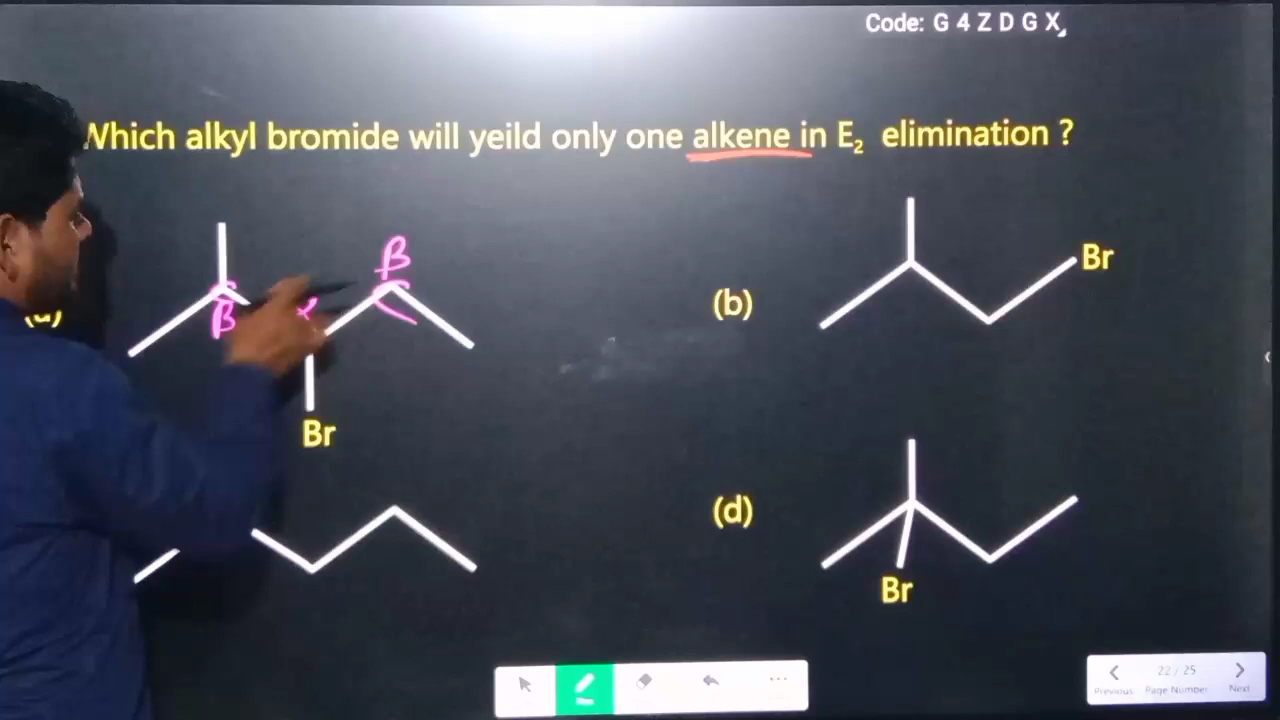 Code: G 4 Z D G X
Which alkyl bromide will yeild only one alkene in E₂ elimination ?
β
β
Br
(b)
Br
(d)
Br
22 / 25
Previous Page Number Next